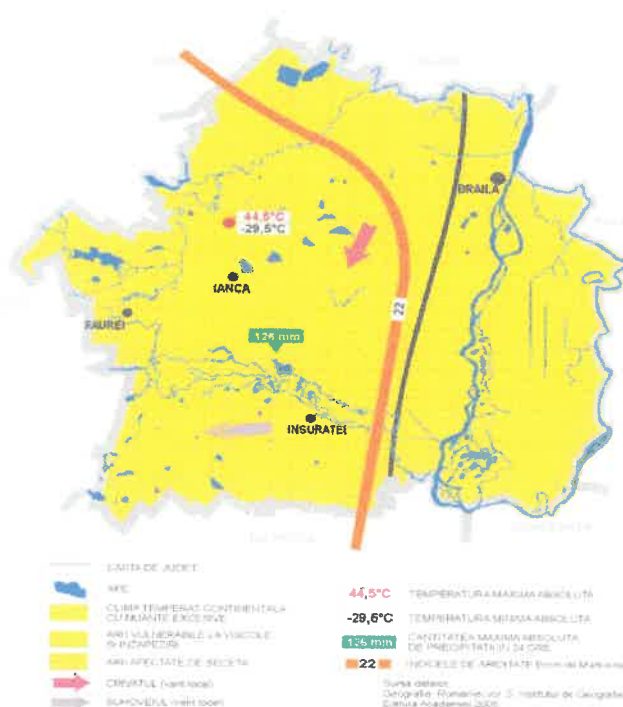 BRAILA
44,5°C
-29,5°C
IANCA
FAUREI
22
126 mm
INSURATEI
LIMITA DE JUDET
APE
CLIMA TEMPERAT CONTINENTALA
CU NUANTE EXCESIVE
ARII VULNERABILE LA VISCOLE
SI INZAPEZIRI
ARII AFECTATE DE SECETA
CRIVATUL (vant local)
SUHOVEIUL (vant local)
44,5°C TEMPERATURA MAXIMA ABSOLUTA
-29,6°C TEMPERATURA MINIMA ABSOLUTA
126 mm CANTITATEA MAXIMA ABSOLUTA
DE PRECIPITATII IN 24 ORE
22 INDICELE DE ARIDITATE Emm de Martonne
Sursa datelor:
Geografia Romaniei, vol 5, Institutul de Geografie
Editura Academiei 2005